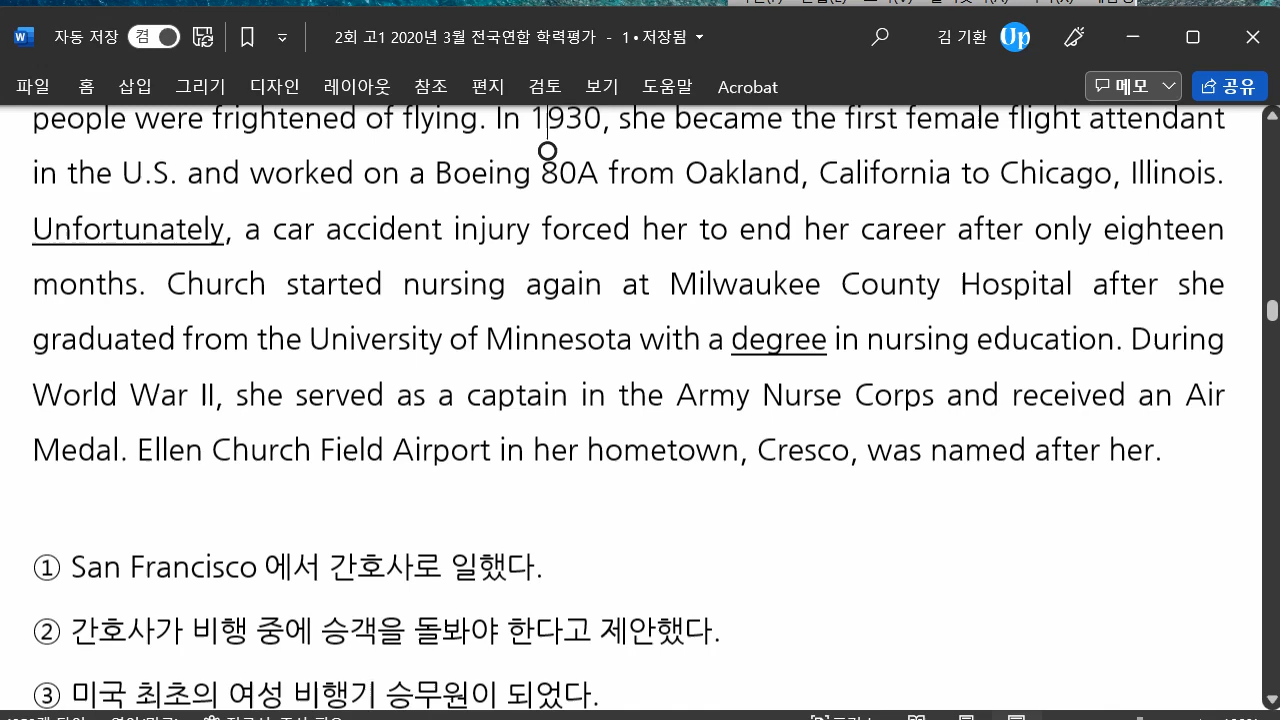 자동 저장 켬 2회 고1 2020년 3월 전국연합 학력평가 - 1 • 저장됨 김 기환 Up
파일 홈 삽입 그리기 디자인 레이아웃 참조 편지 검토 보기 도움말 Acrobat 메모 공유
people were frightened of flying. In 1930, she became the first female flight attendant
in the U.S. and worked on a Boeing 80A from Oakland, California to Chicago, Illinois.
Unfortunately, a car accident injury forced her to end her career after only eighteen
months. Church started nursing again at Milwaukee County Hospital after she
graduated from the University of Minnesota with a degree in nursing education. During
World War II, she served as a captain in the Army Nurse Corps and received an Air
Medal. Ellen Church Field Airport in her hometown, Cresco, was named after her.
① San Francisco 에서 간호사로 일했다.
② 간호사가 비행 중에 승객을 돌봐야 한다고 제안했다.
③ 미국 최초의 여성 비행기 승무원이 되었다.